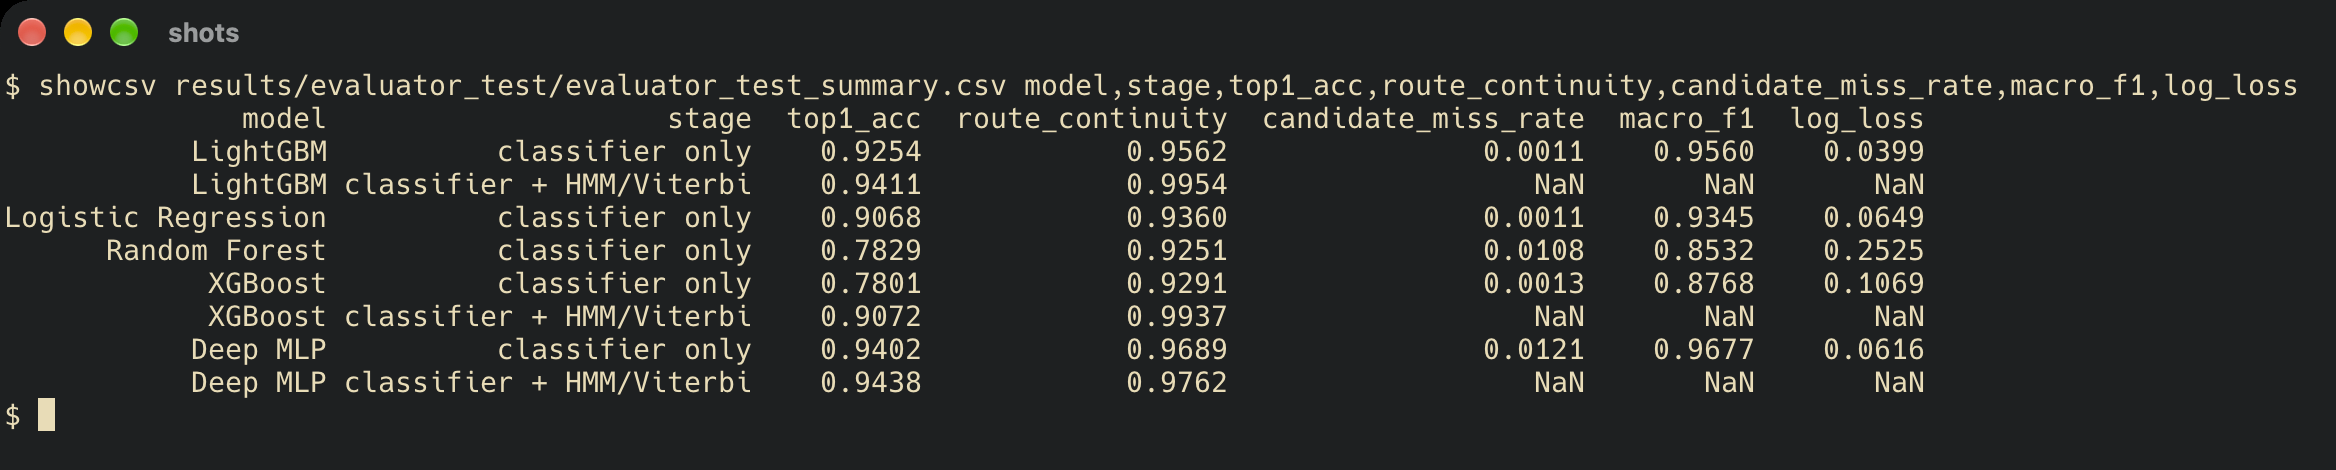 shots
$ showcsv results/evaluator_test/evaluator_test_summary.csv model,stage,top1_acc,route_continuity,candidate_miss_rate,macro_f1,log_loss
model stage top1_acc route_continuity candidate_miss_rate macro_f1 log_loss
LightGBM classifier only 0.9254 0.9562 0.0011 0.9560 0.0399
LightGBM classifier + HMM/Viterbi 0.9411 0.9954 NaN NaN NaN
Logistic Regression classifier only 0.9068 0.9360 0.0011 0.9345 0.0649
Random Forest classifier only 0.7829 0.9251 0.0108 0.8532 0.2525
XGBoost classifier only 0.7801 0.9291 0.0013 0.8768 0.1069
XGBoost classifier + HMM/Viterbi 0.9072 0.9937 NaN NaN NaN
Deep MLP classifier only 0.9402 0.9689 0.0121 0.9677 0.0616
Deep MLP classifier + HMM/Viterbi 0.9438 0.9762 NaN NaN NaN
$